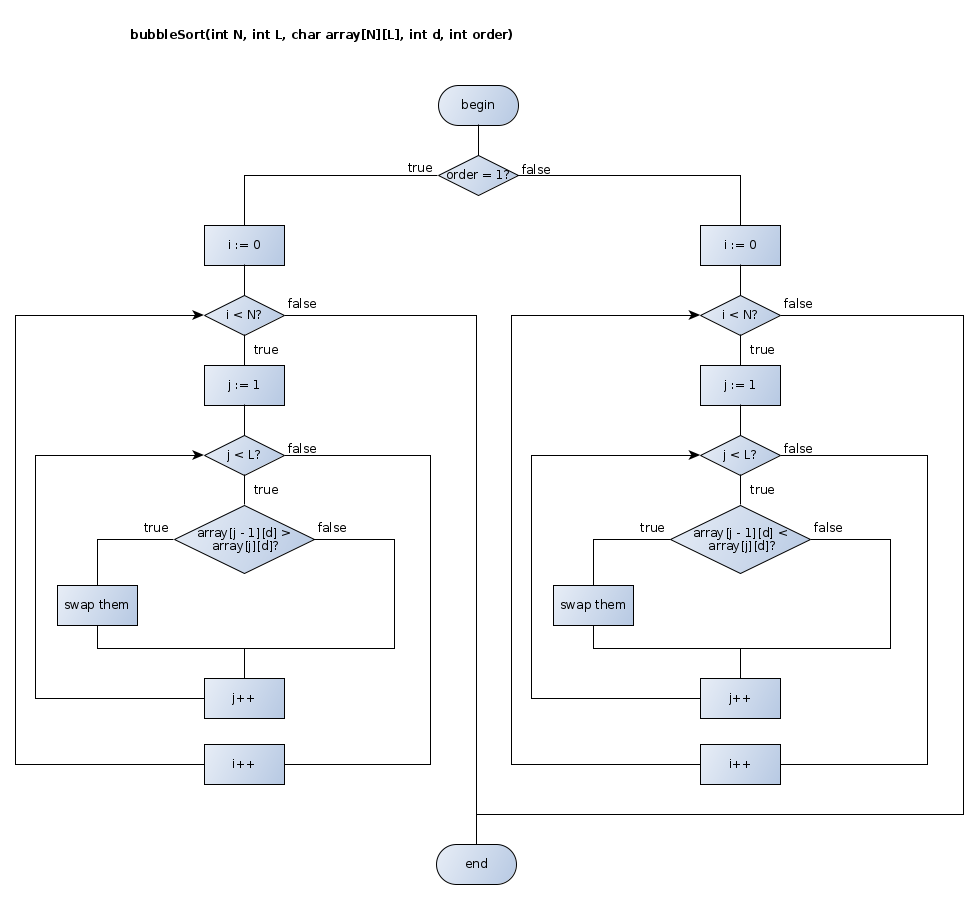 bubbleSort(int N, int L, char array[N][L], int d, int order)
begin
true
order = 1?
false
i := 0
i < N?
false
true
j := 1
j < L?
false
true
array[j - 1][d] >
array[j][d]?
true
false
swap them
j++
i++
i := 0
i < N?
false
true
j := 1
j < L?
false
true
array[j - 1][d] <
array[j][d]?
true
false
swap them
j++
i++
end